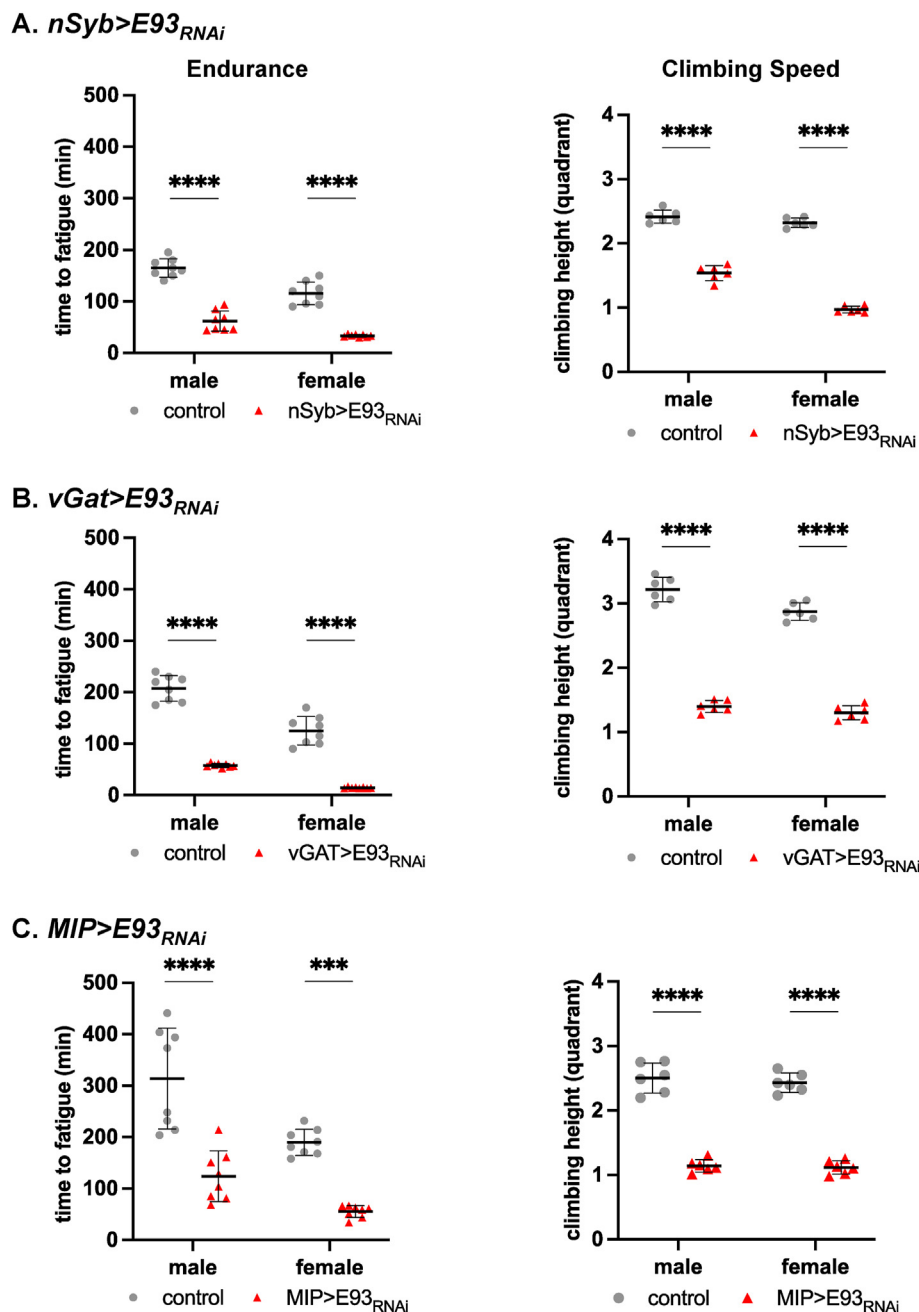 A. nSyb>E93RNAi
Endurance
500
400
300
200
100
0
time to fatigue (min)
****
****
male
female
control
nSyb>E93RNAi
Climbing Speed
4
3
2
1
0
climbing height (quadrant)
****
****
male
female
control
nSyb>E93RNAi
B. vGat>E93RNAi
500
400
300
200
100
0
time to fatigue (min)
****
****
male
female
control
vGAT>E93RNAi
4
3
2
1
0
climbing height (quadrant)
****
****
male
female
control
vGAT>E93RNAi
C. MIP>E93RNAi
500
400
300
200
100
0
time to fatigue (min)
****
***
male
female
control
MIP>E93RNAi
4
3
2
1
0
climbing height (quadrant)
****
****
male
female
control
MIP>E93RNAi